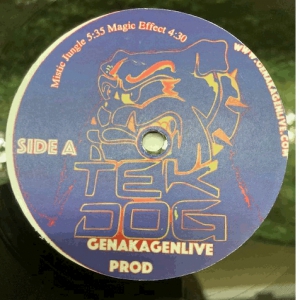 Mistic Jungle 5:35 Magic Effect 4:30
WWW.GENAKAGENLIVE.COM
SIDE A
TEK
DOG
GENAKAGENLIVE
PROD